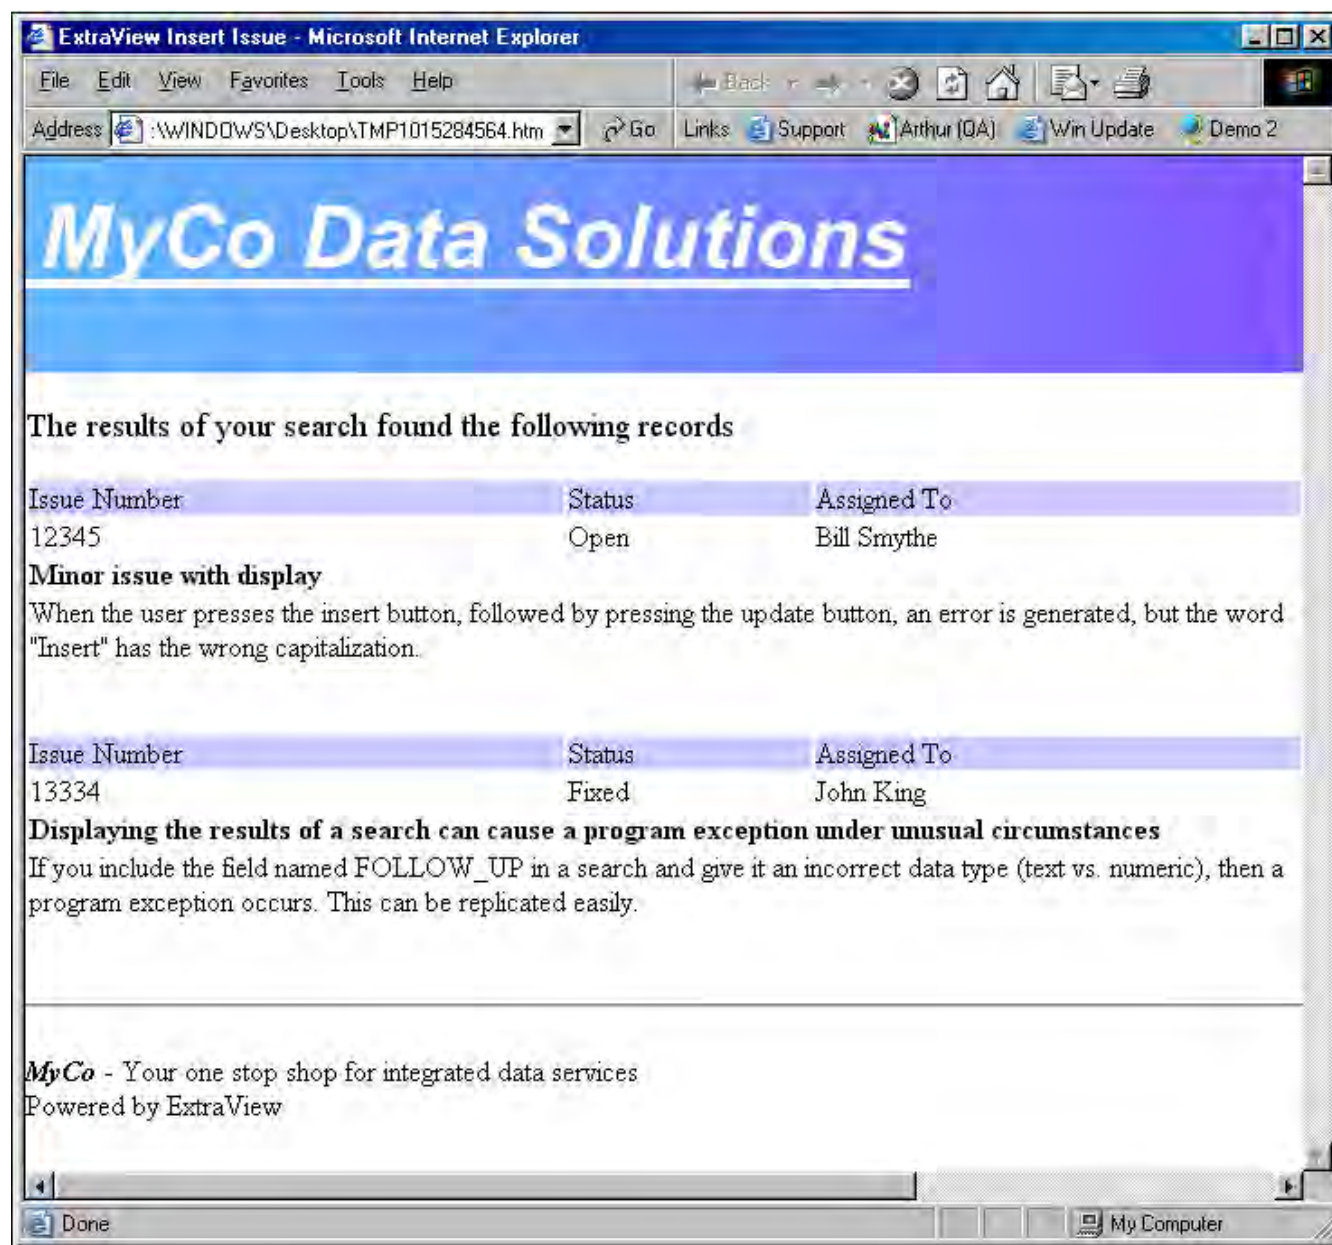 ExtraView Insert Issue - Microsoft Internet Explorer
File Edit View Favorites Tools Help Back
Address :\WINDOWS\Desktop\TMP1015284564.htm Go Links Support Arthur (QA) Win Update Demo 2
MyCo Data Solutions
The results of your search found the following records
Issue Number Status Assigned To
12345 Open Bill Smythe
Minor issue with display
When the user presses the insert button, followed by pressing the update button, an error is generated, but the word
"Insert" has the wrong capitalization.
Issue Number Status Assigned To
13334 Fixed John King
Displaying the results of a search can cause a program exception under unusual circumstances
If you include the field named FOLLOW_UP in a search and give it an incorrect data type (text vs. numeric), then a
program exception occurs. This can be replicated easily.
MyCo - Your one stop shop for integrated data services
Powered by ExtraView
Done My Computer